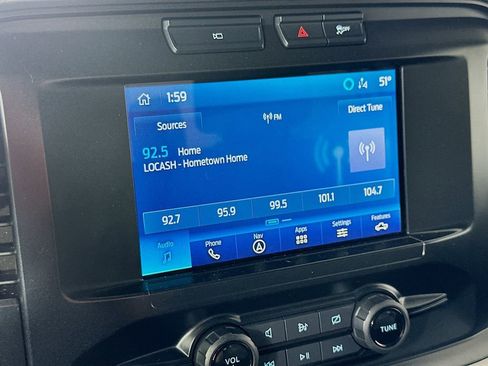 OFF
1:59
51°
Sources
FM
Direct Tune
92.5 Home
LOCASH - Hometown Home
92.7 95.9 99.5 101.1 104.7
Audio Phone Nav Apps Settings Features
VOL
TUNE